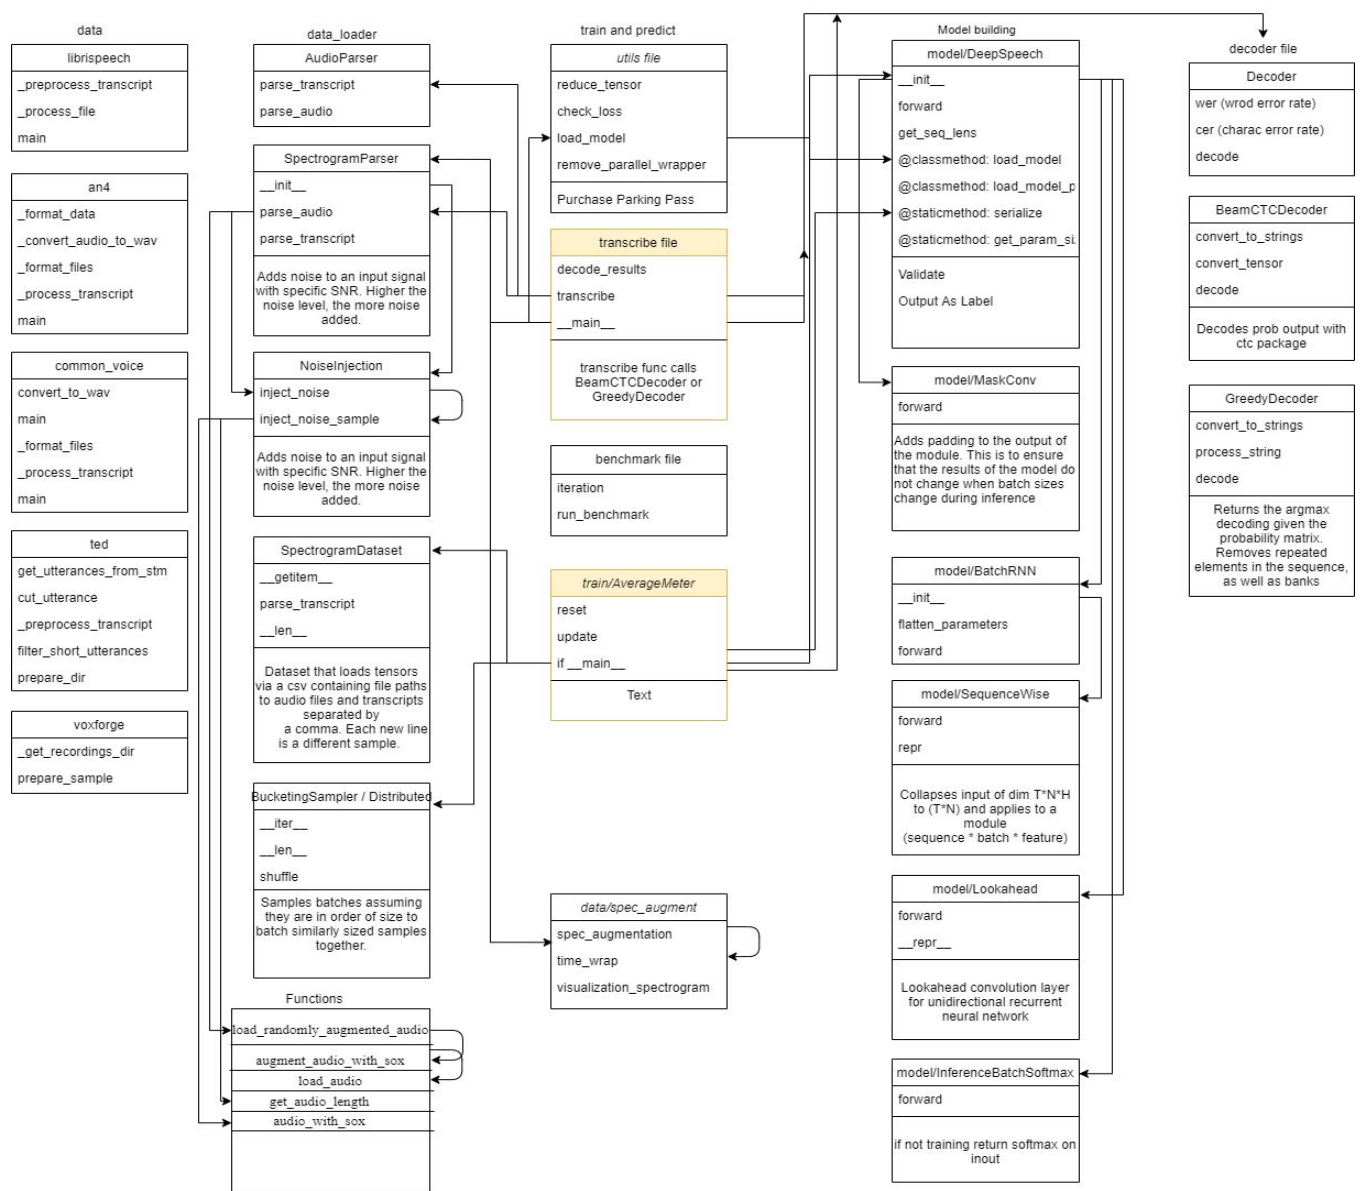 data
librispeech
_preprocess_transcript
_process_file
main
an4
_format_data
_convert_audio_to_wav
_format_files
_process_transcript
main
common_voice
convert_to_wav
main
_format_files
_process_transcript
main
ted
get_utterances_from_stm
cut_utterance
_preprocess_transcript
filter_short_utterances
prepare_dir
voxforge
_get_recordings_dir
prepare_sample
data_loader
AudioParser
parse_transcript
parse_audio
SpectrogramParser
__init__
parse_audio
parse_transcript
Adds noise to an input signal
with specific SNR. Higher the
noise level, the more noise
added.
NoiseInjection
inject_noise
inject_noise_sample
Adds noise to an input signal
with specific SNR. Higher the
noise level, the more noise
added.
SpectrogramDataset
__getitem__
parse_transcript
__len__
Dataset that loads tensors
via a csv containing file paths
to audio files and transcripts
separated by
a comma. Each new line
is a different sample.
BucketingSampler / Distributed
__iter__
__len__
shuffle
Samples batches assuming
they are in order of size to
batch similarly sized samples
together.
Functions
load_randomly_augmented_audio
augment_audio_with_sox
load_audio
get_audio_length
audio_with_sox
train and predict
utils file
reduce_tensor
check_loss
load_model
remove_parallel_wrapper
Purchase Parking Pass
transcribe file
decode_results
transcribe
__main__
transcribe func calls
BeamCTCDecoder or
GreedyDecoder
benchmark file
iteration
run_benchmark
train/AverageMeter
reset
update
if __main__
Text
data/spec_augment
spec_augmentation
time_wrap
visualization_spectrogram
Model building
model/DeepSpeech
__init__
forward
get_seq_lens
@classmethod: load_model
@classmethod: load_model_p
@staticmethod: serialize
@staticmethod: get_param_si
Validate
Output As Label
model/MaskConv
forward
Adds padding to the output of
the module. This is to ensure
that the results of the model do
not change when batch sizes
change during inference
model/BatchRNN
__init__
flatten_parameters
forward
model/SequenceWise
forward
repr
Collapses input of dim T*N*H
to (T*N) and applies to a
module
(sequence * batch * feature)
model/Lookahead
forward
__repr__
Lookahead convolution layer
for unidirectional recurrent
neural network
model/InferenceBatchSoftmax
forward
if not training return softmax on
inout
decoder file
Decoder
wer (wrod error rate)
cer (charac error rate)
decode
BeamCTCDecoder
convert_to_strings
convert_tensor
decode
Decodes prob output with
ctc package
GreedyDecoder
convert_to_strings
process_string
decode
Returns the argmax
decoding given the
probability matrix.
Removes repeated
elements in the sequence,
as well as banks